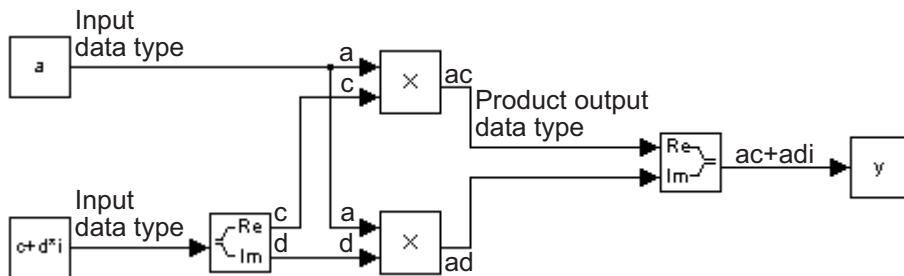 Input
data type
a
a
c
×
ac
Product output
data type
Re
Im
ac+adi
y
Input
data type
c+d*i
Re
Im
c
d
a
d
×
ad